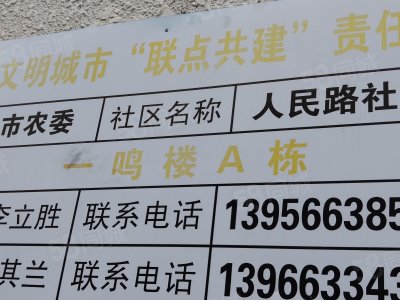 文明城市 “联点共建” 责任
市农委 社区名称 人民路社
一鸣楼A栋
李立胜 联系电话 139566385
其兰 联系电话 139663343